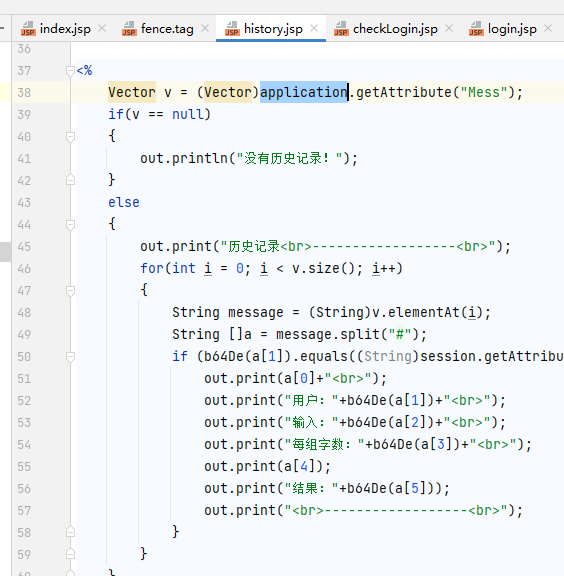 index.jsp fence.tag history.jsp checkLogin.jsp login.jsp
36
37 <%
38 Vector v = (Vector)application.getAttribute("Mess");
39 if(v == null)
40 {
41 out.println("没有历史记录！");
42 }
43 else
44 {
45 out.print("历史记录<br>------------------<br>");
46 for(int i = 0; i < v.size(); i++)
47 {
48 String message = (String)v.elementAt(i);
49 String []a = message.split("#");
50 if (b64De(a[1]).equals((String)session.getAttribu
51 out.print(a[0]+"<br>");
52 out.print("用户："+b64De(a[1])+"<br>");
53 out.print("输入："+b64De(a[2])+"<br>");
54 out.print("每组字数："+b64De(a[3])+"<br>");
55 out.print(a[4]);
56 out.print("结果："+b64De(a[5]));
57 out.print("<br>------------------<br>");
58 }
59 }
60 }